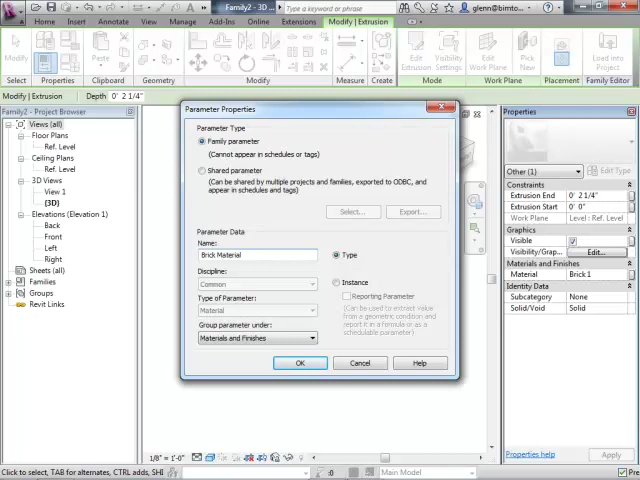 Family2 - 3D ...
Type a keyword or phrase
glenn@bimto...
Home
Insert
Annotate
View
Manage
Add-Ins
Online
Extensions
Modify | Extrusion
Modify
Paste
Edit Extrusion
Visibility Settings
Edit Work Plane
Pick New
Load into Project
Select
Properties
Clipboard
Geometry
Modify
Measure
Create
Mode
Work Plane
Placement
Family Editor
Modify | Extrusion
Depth 0' 2 1/4"
Family2 - Project Browser
Views (all)
Floor Plans
Ref. Level
Ceiling Plans
Ref. Level
3D Views
View 1
{3D}
Elevations (Elevation 1)
Back
Front
Left
Right
Sheets (all)
Families
Groups
Revit Links
Parameter Properties
Parameter Type
Family parameter
(Cannot appear in schedules or tags)
Shared parameter
(Can be shared by multiple projects and families, exported to ODBC, and
appear in schedules and tags)
Select...
Export...
Parameter Data
Name:
Brick Material
Type
Discipline:
Common
Instance
Type of Parameter:
Reporting Parameter
Material
(Can be used to extract value
from a geometric condition and
report it in a formula or as a
schedulable parameter)
Group parameter under:
Materials and Finishes
OK
Cancel
Help
Properties
Other (1)
Edit Type
Constraints
Extrusion End 0' 2 1/4"
Extrusion Start 0' 0"
Work Plane Level : Ref. Level
Graphics
Visible
Visibility/Grap... Edit...
Materials and Finishes
Material Brick 1
Identity Data
Subcategory None
Solid/Void Solid
Properties help
Apply
1/8" = 1'-0"
Click to select, TAB for alternates, CTRL adds, SHI
:0
Main Model
Pre